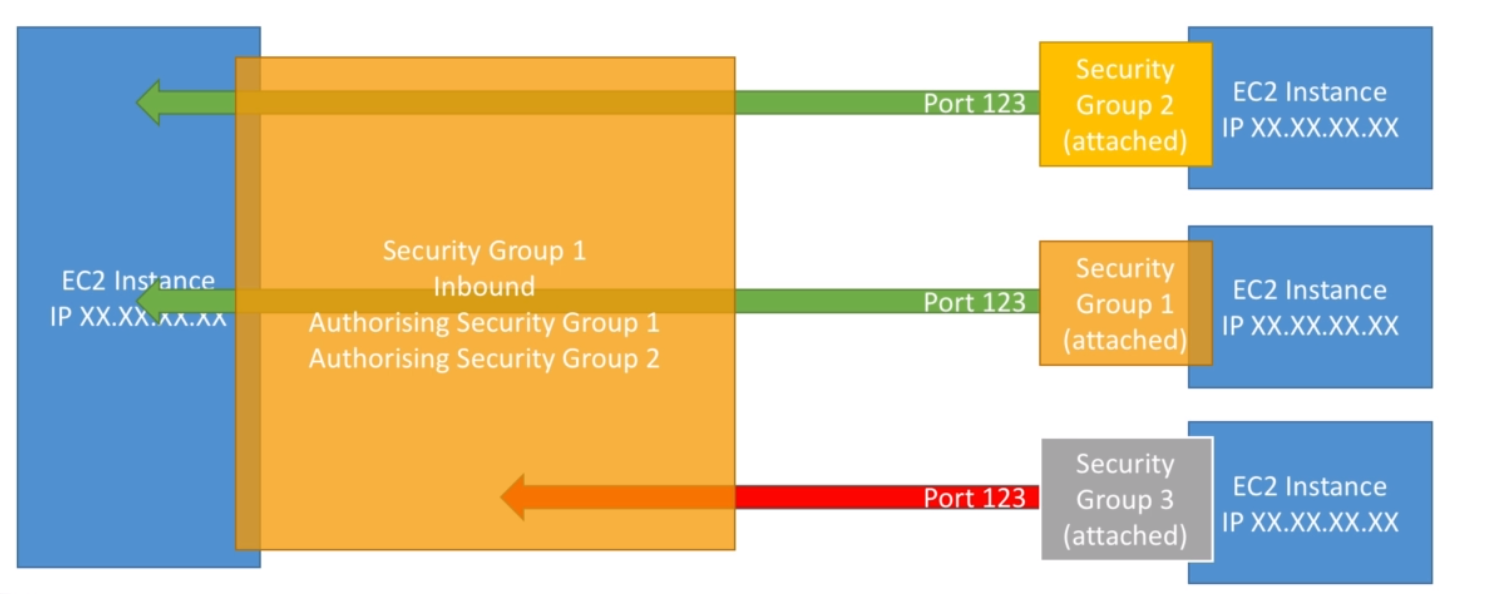 EC2 Instance
IP XX.XX.XX.XX
Security Group 1
Inbound
Authorising Security Group 1
Authorising Security Group 2
Port 123
Security
Group 2
(attached)
EC2 Instance
IP XX.XX.XX.XX
Port 123
Security
Group 1
(attached)
EC2 Instance
IP XX.XX.XX.XX
Port 123
Security
Group 3
(attached)
EC2 Instance
IP XX.XX.XX.XX